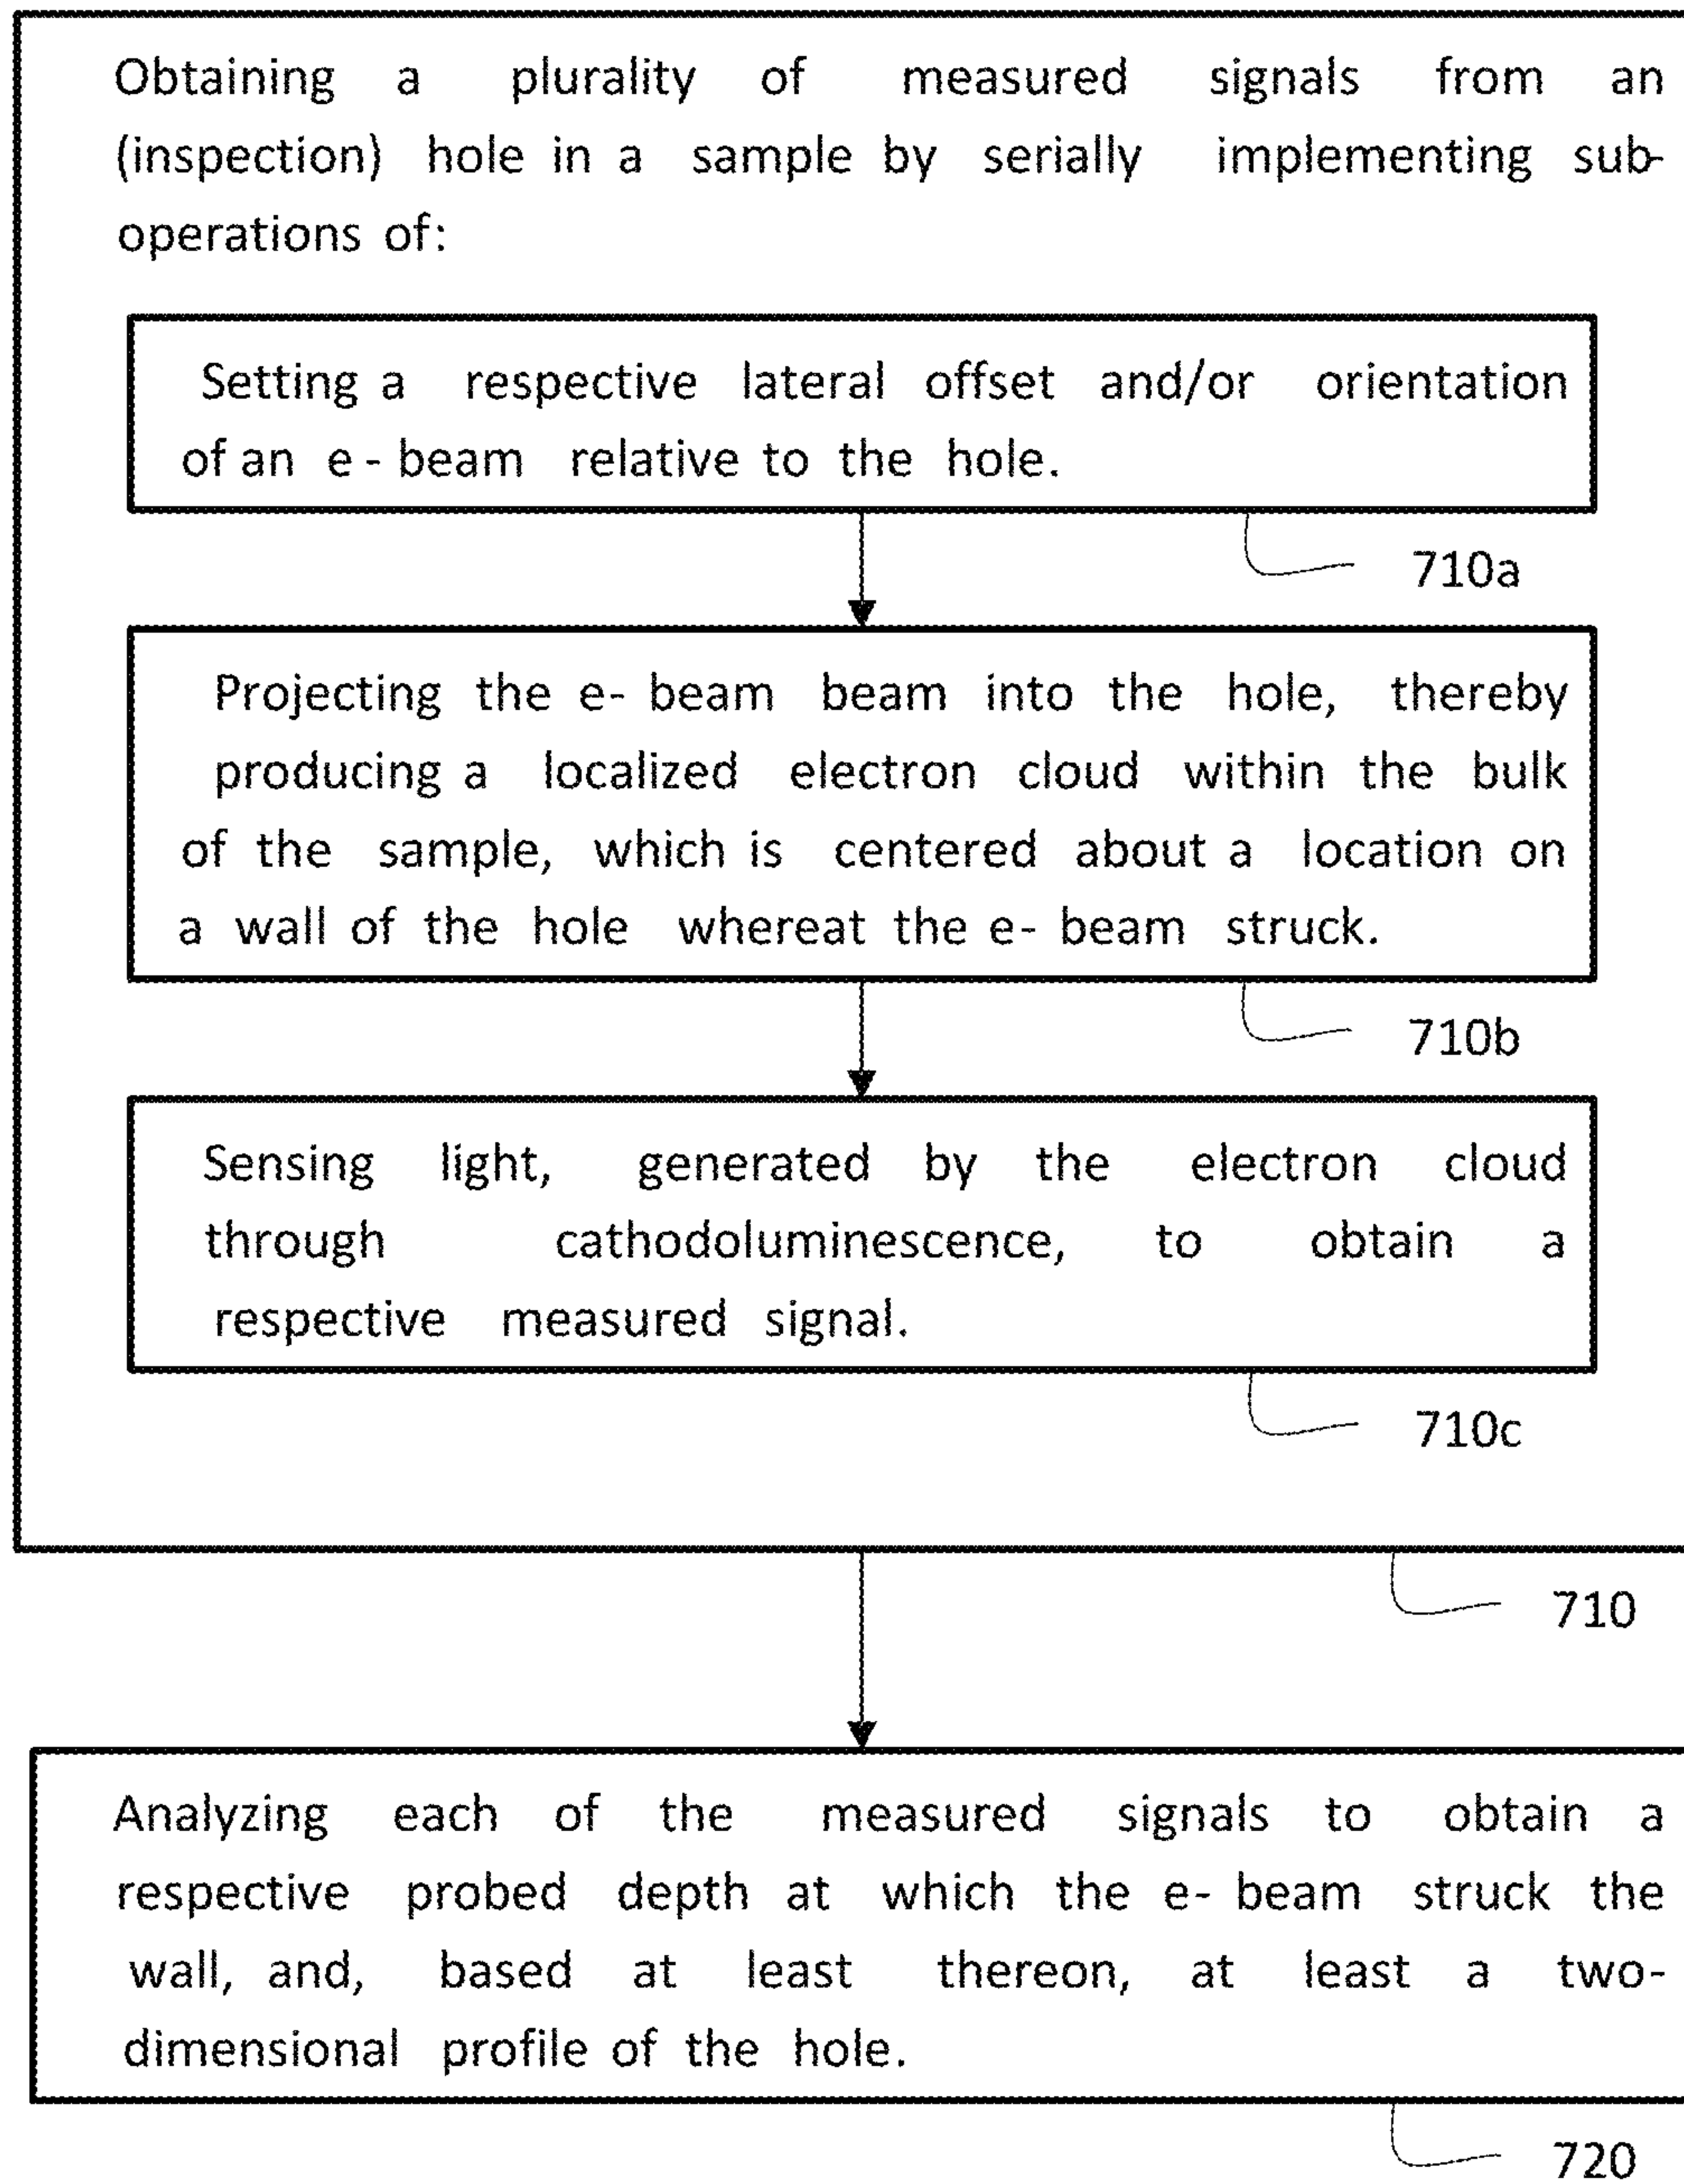 Obtaining a plurality of measured signals from an
(inspection) hole in a sample by serially implementing sub-
operations of:
Setting a respective lateral offset and/or orientation
of an e - beam relative to the hole.
710a
Projecting the e- beam beam into the hole, thereby
producing a localized electron cloud within the bulk
of the sample, which is centered about a location on
a wall of the hole whereat the e- beam struck.
710b
Sensing light, generated by the electron cloud
through cathodoluminescence, to obtain a
respective measured signal.
710c
710
Analyzing each of the measured signals to obtain a
respective probed depth at which the e- beam struck the
wall, and, based at least thereon, at least a two-
dimensional profile of the hole.
720